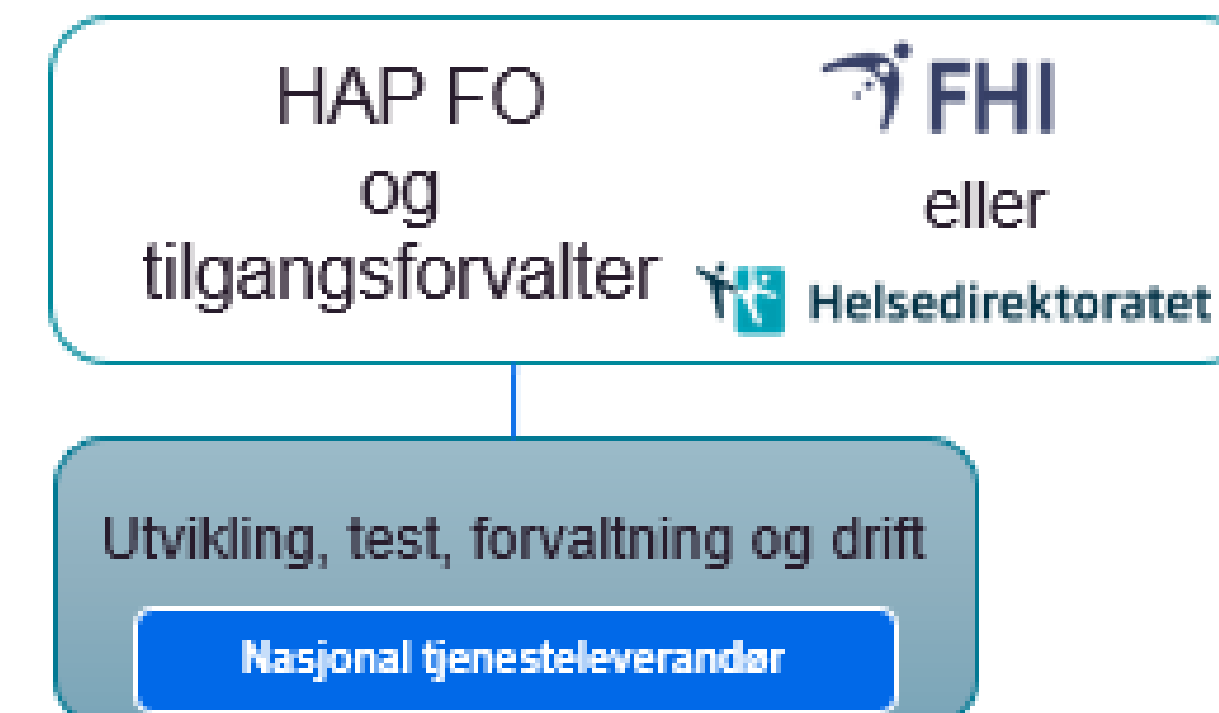 HAP FO
og
tilgangsforvalter
FHI
eller
Helsedirektoratet
Utvikling, test, forvaltning og drift
Nasjonal tjenesteleverandør